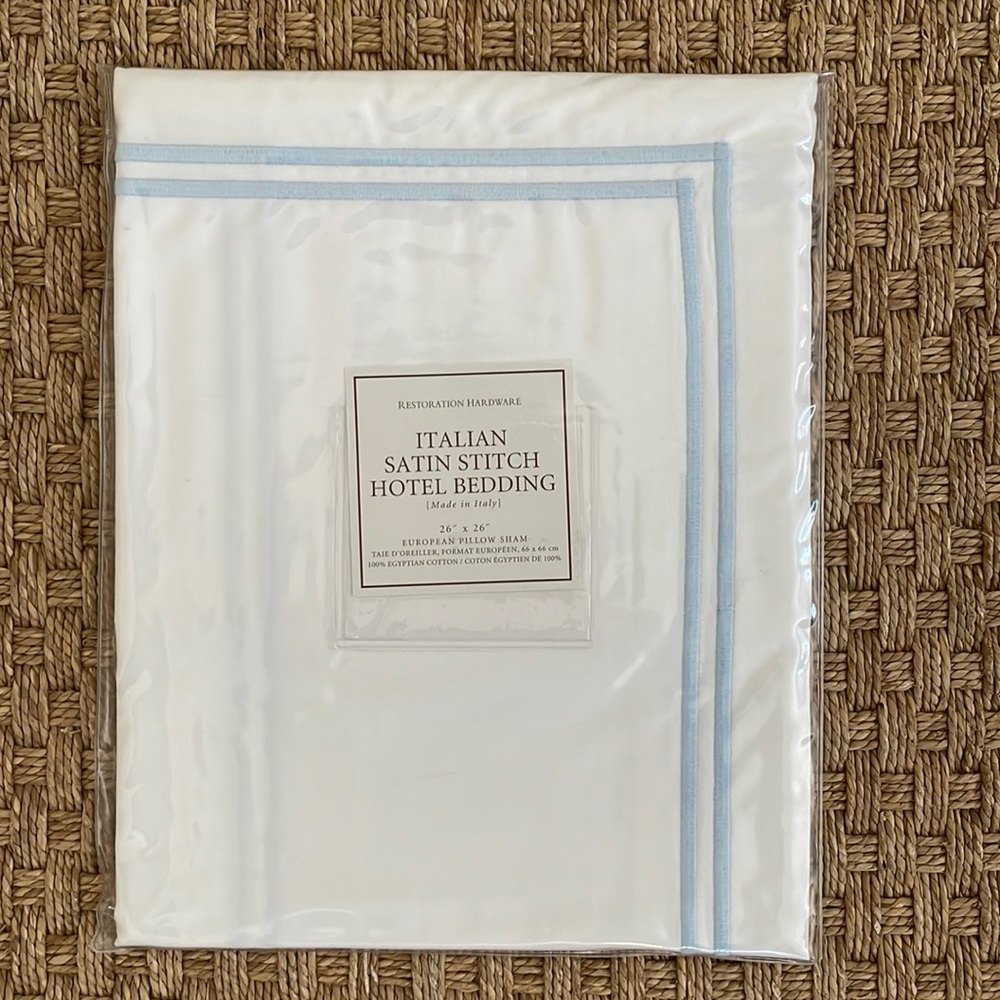 RESTORATION HARDWARE
ITALIAN
SATIN STITCH
HOTEL BEDDING
[Made in Italy]
26″ x 26″
EUROPEAN PILLOW SHAM
TAIE D'OREILLER, FORMAT EUROPÉEN, 66 x 66 cm
100% EGYPTIAN COTTON / COTON ÉGYPTIEN DE 100%